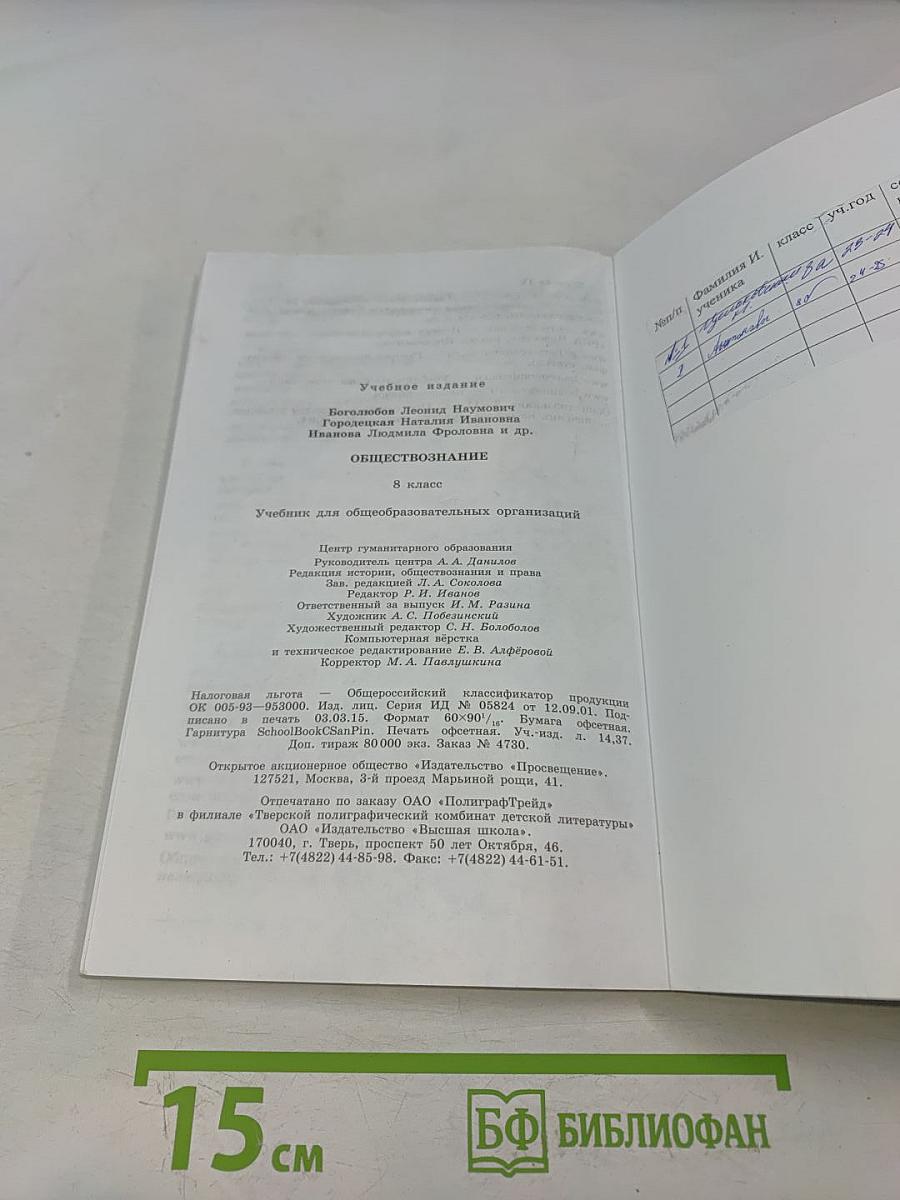 Учебное издание
Боголюбов Леонид Наумович
Городецкая Наталия Ивановна
Иванова Людмила Фроловна и др.
ОБЩЕСТВОЗНАНИЕ
8 класс
Учебник для общеобразовательных организаций
Центр гуманитарного образования
Руководитель центра А. А. Данилов
Редакция истории, обществознания и права
Зав. редакцией Л. А. Соколова
Редактор Р. И. Иванов
Ответственный за выпуск И. М. Разина
Художник А. С. Побезинский
Художественный редактор С. Н. Болоболов
Компьютерная вёрстка
и техническое редактирование Е. В. Алфёровой
Корректор М. А. Павлушкина
Налоговая льгота — Общероссийский классификатор продукции
ОК 005-93—953000. Изд. лиц. Серия ИД № 05824 от 12.09.01. Под-
писано в печать 03.03.15. Формат 60×90 1/16. Бумага офсетная.
Гарнитура SchoolBookCSanPin. Печать офсетная. Уч.-изд. л. 14,37.
Доп. тираж 80 000 экз. Заказ № 4730.
Открытое акционерное общество «Издательство «Просвещение».
127521, Москва, 3-й проезд Марьиной рощи, 41.
Отпечатано по заказу ОАО «ПолиграфТрейд»
в филиале «Тверской полиграфический комбинат детской литературы»
ОАО «Издательство «Высшая школа».
170040, г. Тверь, проспект 50 лет Октября, 46.
Тел.: +7(4822) 44-85-98. Факс: +7(4822) 44-61-51.
№п/п Фамилия И. ученика класс уч.год
8а 23-24
24-25
15 см
БФ БИБЛИОФАН